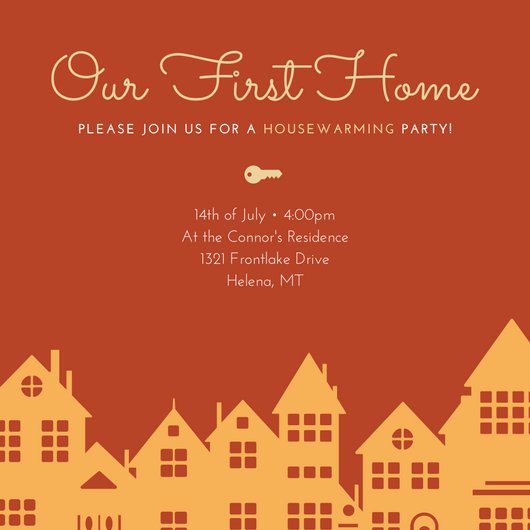 Our First Home
PLEASE JOIN US FOR A HOUSEWARMING PARTY!
14th of July • 4:00pm
At the Connor's Residence
1321 Frontlake Drive
Helena, MT